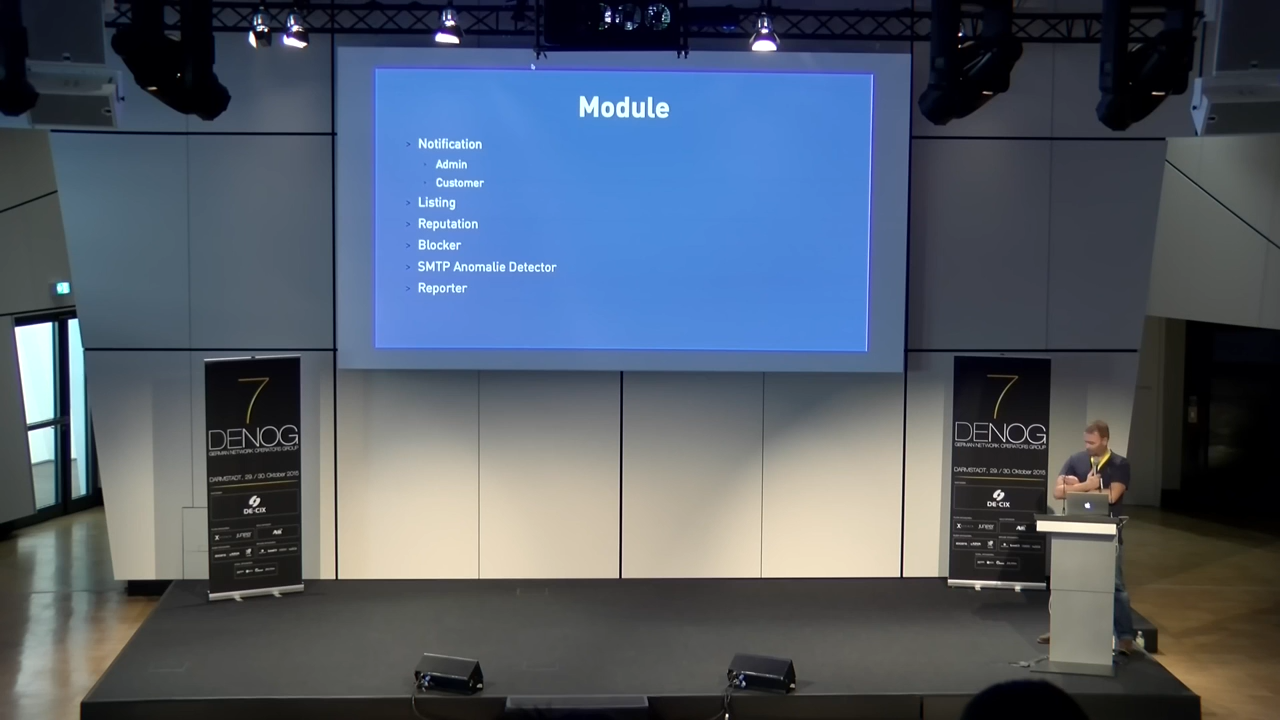 Module
> Notification
· Admin
· Customer
> Listing
> Reputation
> Blocker
> SMTP Anomalie Detector
> Reporter
7
DENOG
GERMAN NETWORK OPERATORS GROUP
DARMSTADT, 29. / 30. Oktober 2015
DE-CIX
7
DENOG
GERMAN NETWORK OPERATORS GROUP
DARMSTADT, 29. / 30. Oktober 2015
DE-CIX